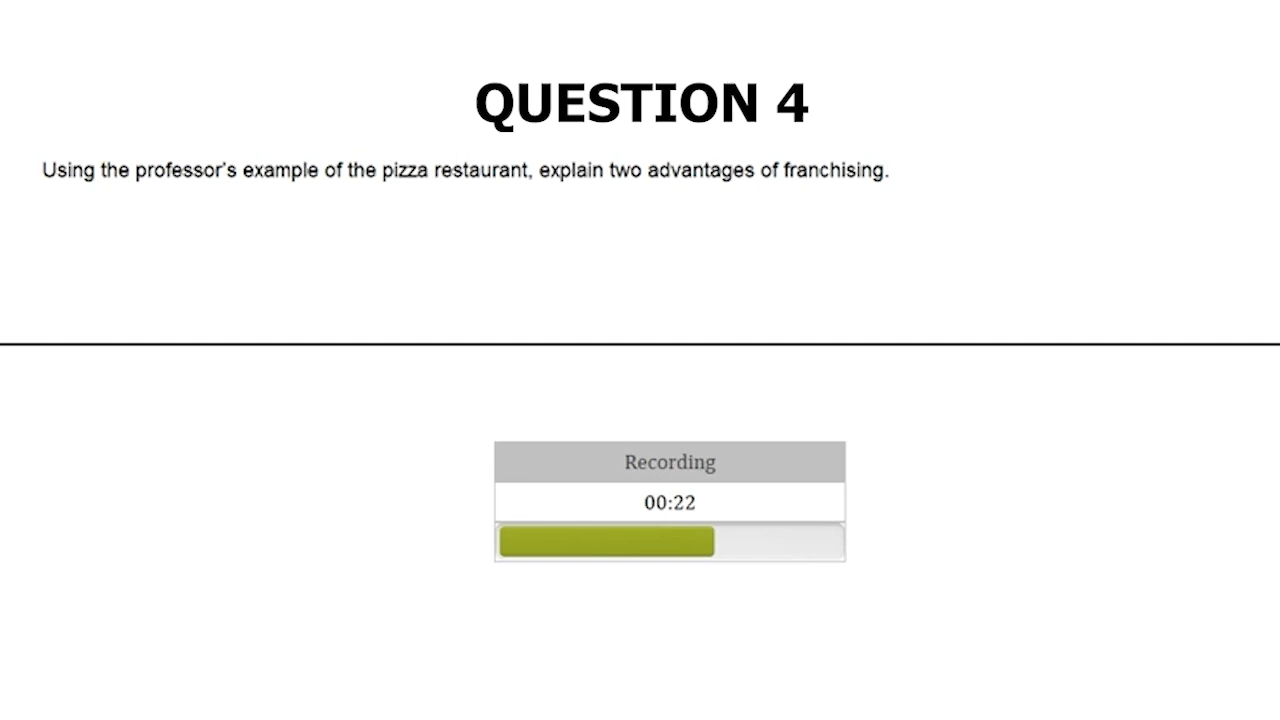 QUESTION 4
Using the professor's example of the pizza restaurant, explain two advantages of franchising.
Recording
00:22